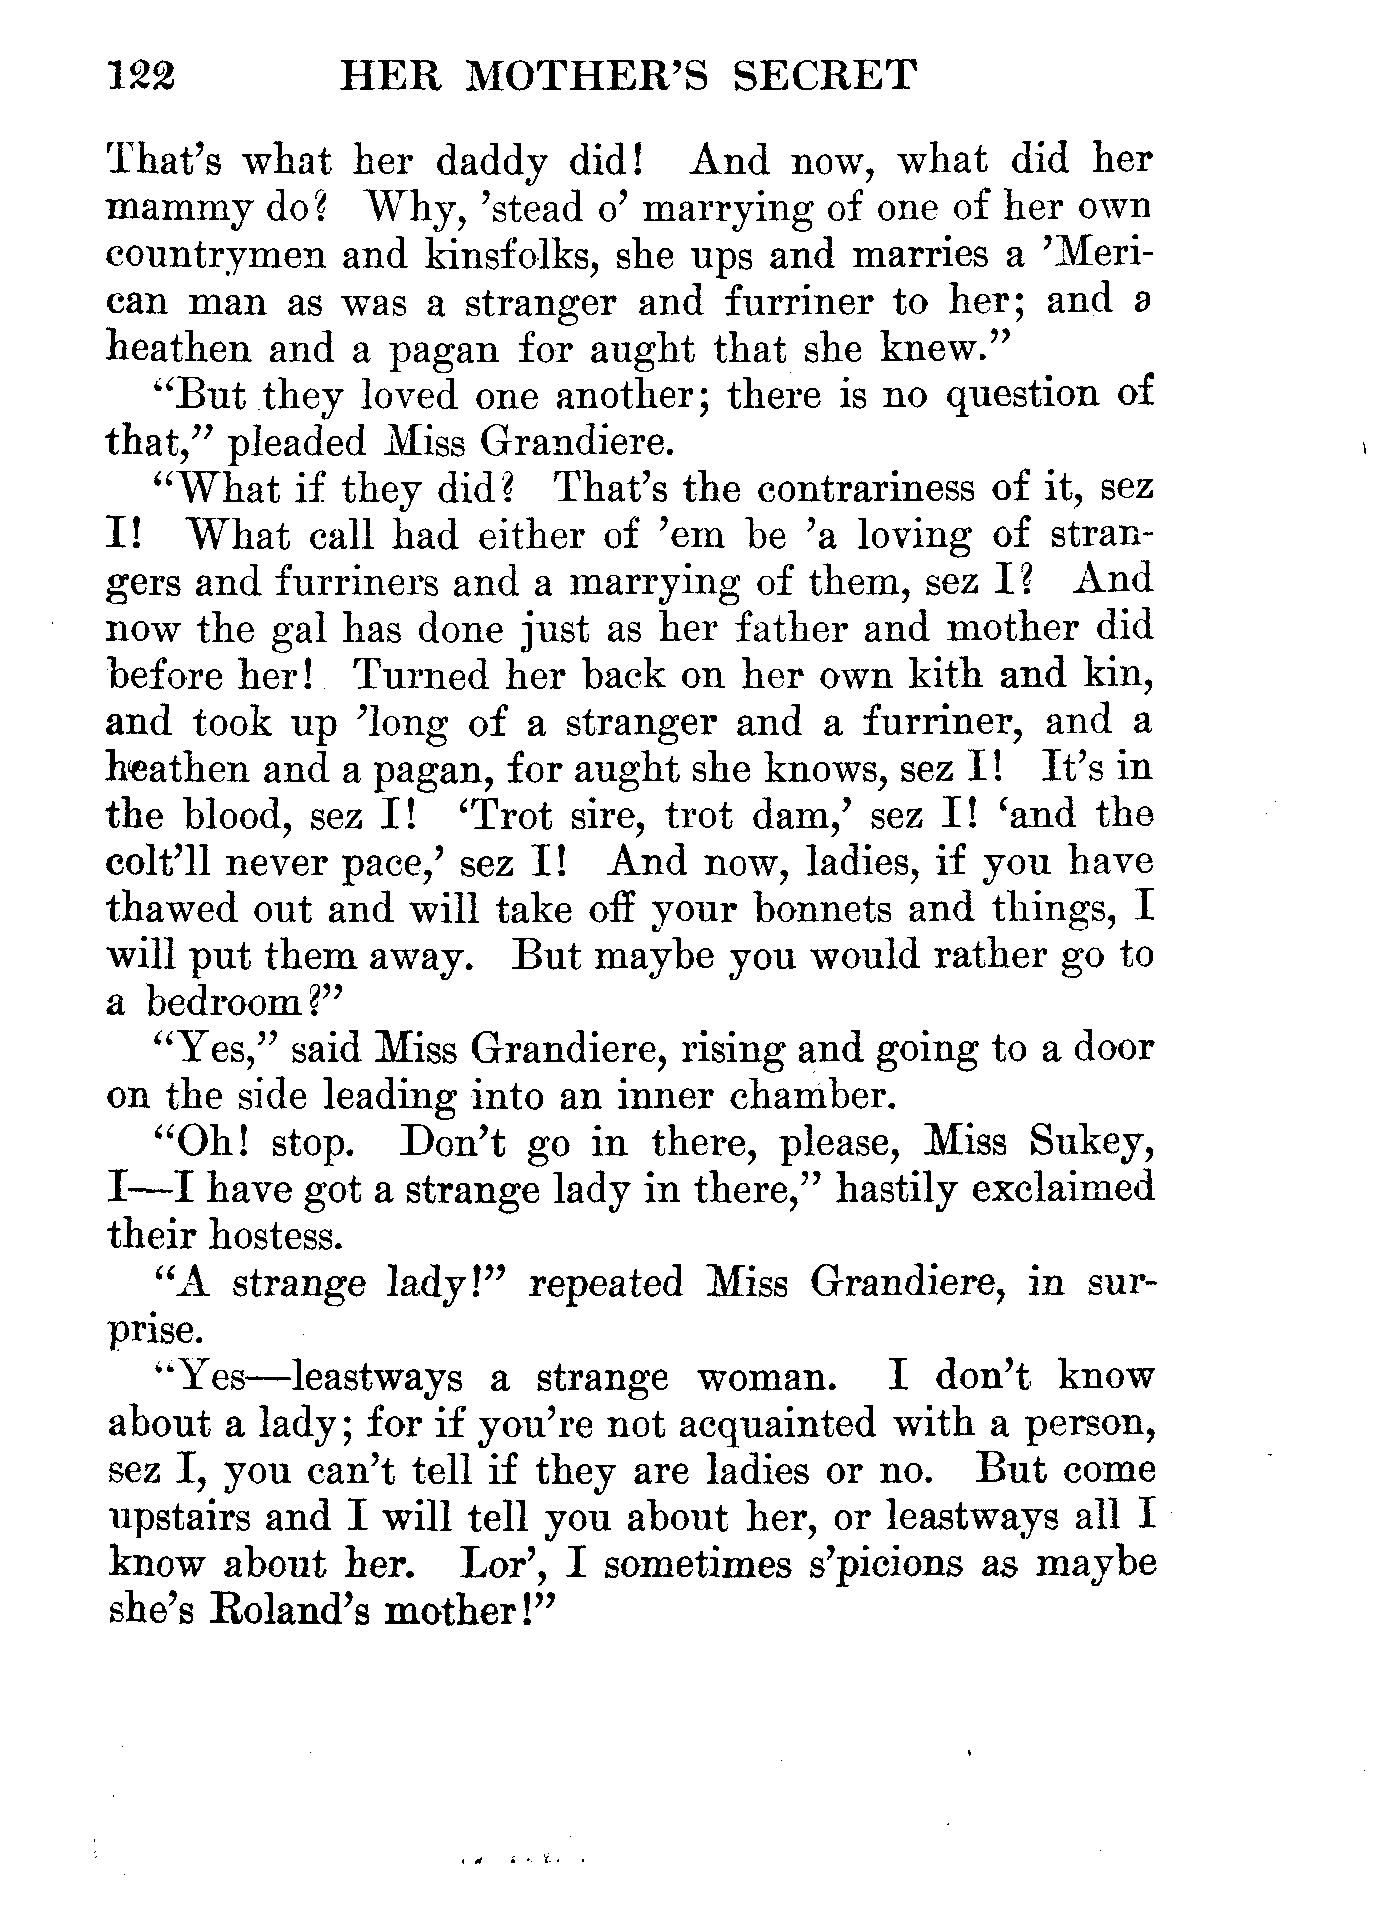 122 HER MOTHER'S SECRET
That's what her daddy did! And now, what did her
mammy do? Why, 'stead o' marrying of one of her own
countrymen and kinsfolks, she ups and marries a 'Meri-
can man as was a stranger and furriner to her; and a
heathen and a pagan for aught that she knew."
"But they loved one another; there is no question of
that," pleaded Miss Grandiere.
"What if they did? That's the contrariness of it, sez
I! What call had either of 'em be 'a loving of stran-
gers and furriners and a marrying of them, sez I? And
now the gal has done just as her father and mother did
before her! Turned her back on her own kith and kin,
and took up 'long of a stranger and a furriner, and a
heathen and a pagan, for aught she knows, sez I! It's in
the blood, sez I! 'Trot sire, trot dam,' sez I! 'and the
colt'll never pace,' sez I! And now, ladies, if you have
thawed out and will take off your bonnets and things, I
will put them away. But maybe you would rather go to
a bedroom?"
"Yes," said Miss Grandiere, rising and going to a door
on the side leading into an inner chamber.
"Oh! stop. Don't go in there, please, Miss Sukey,
I—I have got a strange lady in there," hastily exclaimed
their hostess.
"A strange lady!" repeated Miss Grandiere, in sur-
prise.
"Yes—leastways a strange woman. I don't know
about a lady; for if you're not acquainted with a person,
sez I, you can't tell if they are ladies or no. But come
upstairs and I will tell you about her, or leastways all I
know about her. Lor', I sometimes s'picions as maybe
she's Roland's mother!"